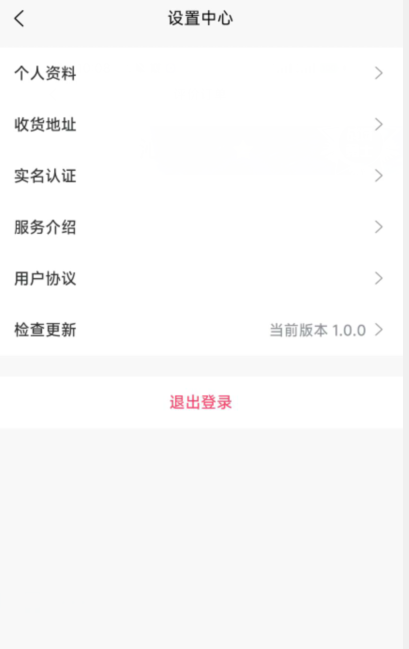 设置中心
个人资料
收货地址
实名认证
服务介绍
用户协议
检查更新 当前版本 1.0.0
退出登录